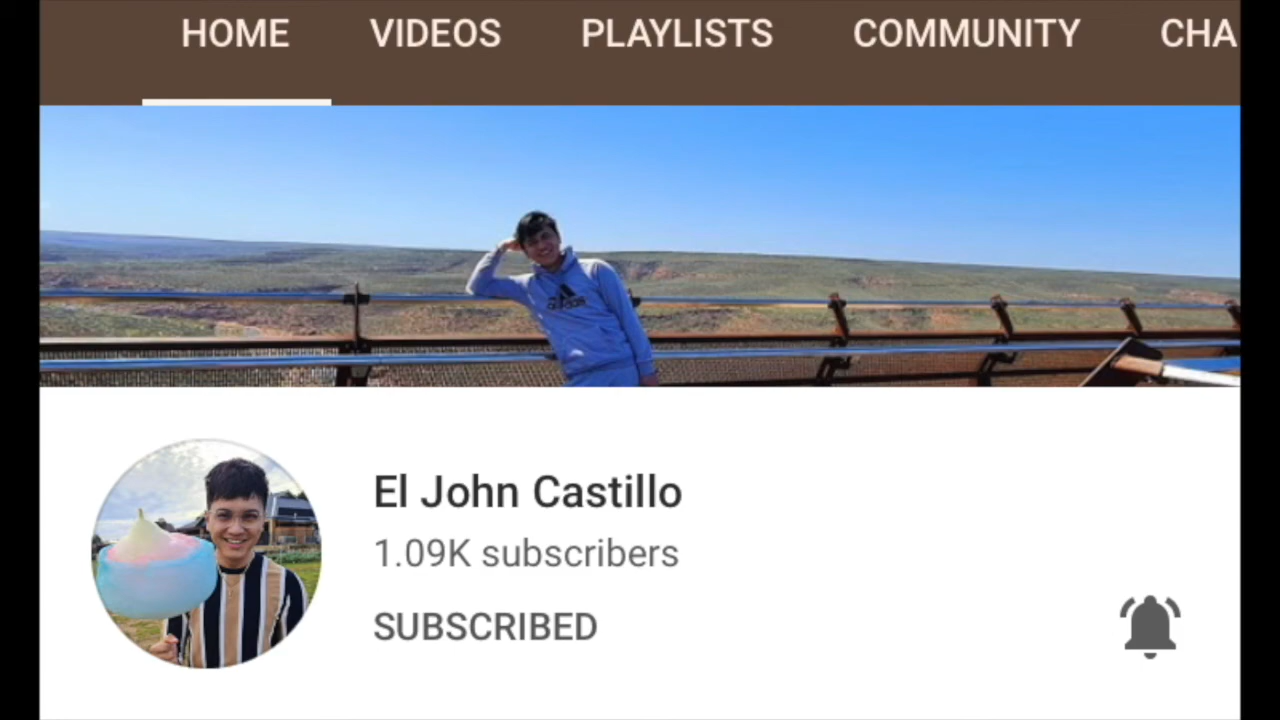 HOME VIDEOS PLAYLISTS COMMUNITY CHA
adidas
El John Castillo
1.09K subscribers
SUBSCRIBED